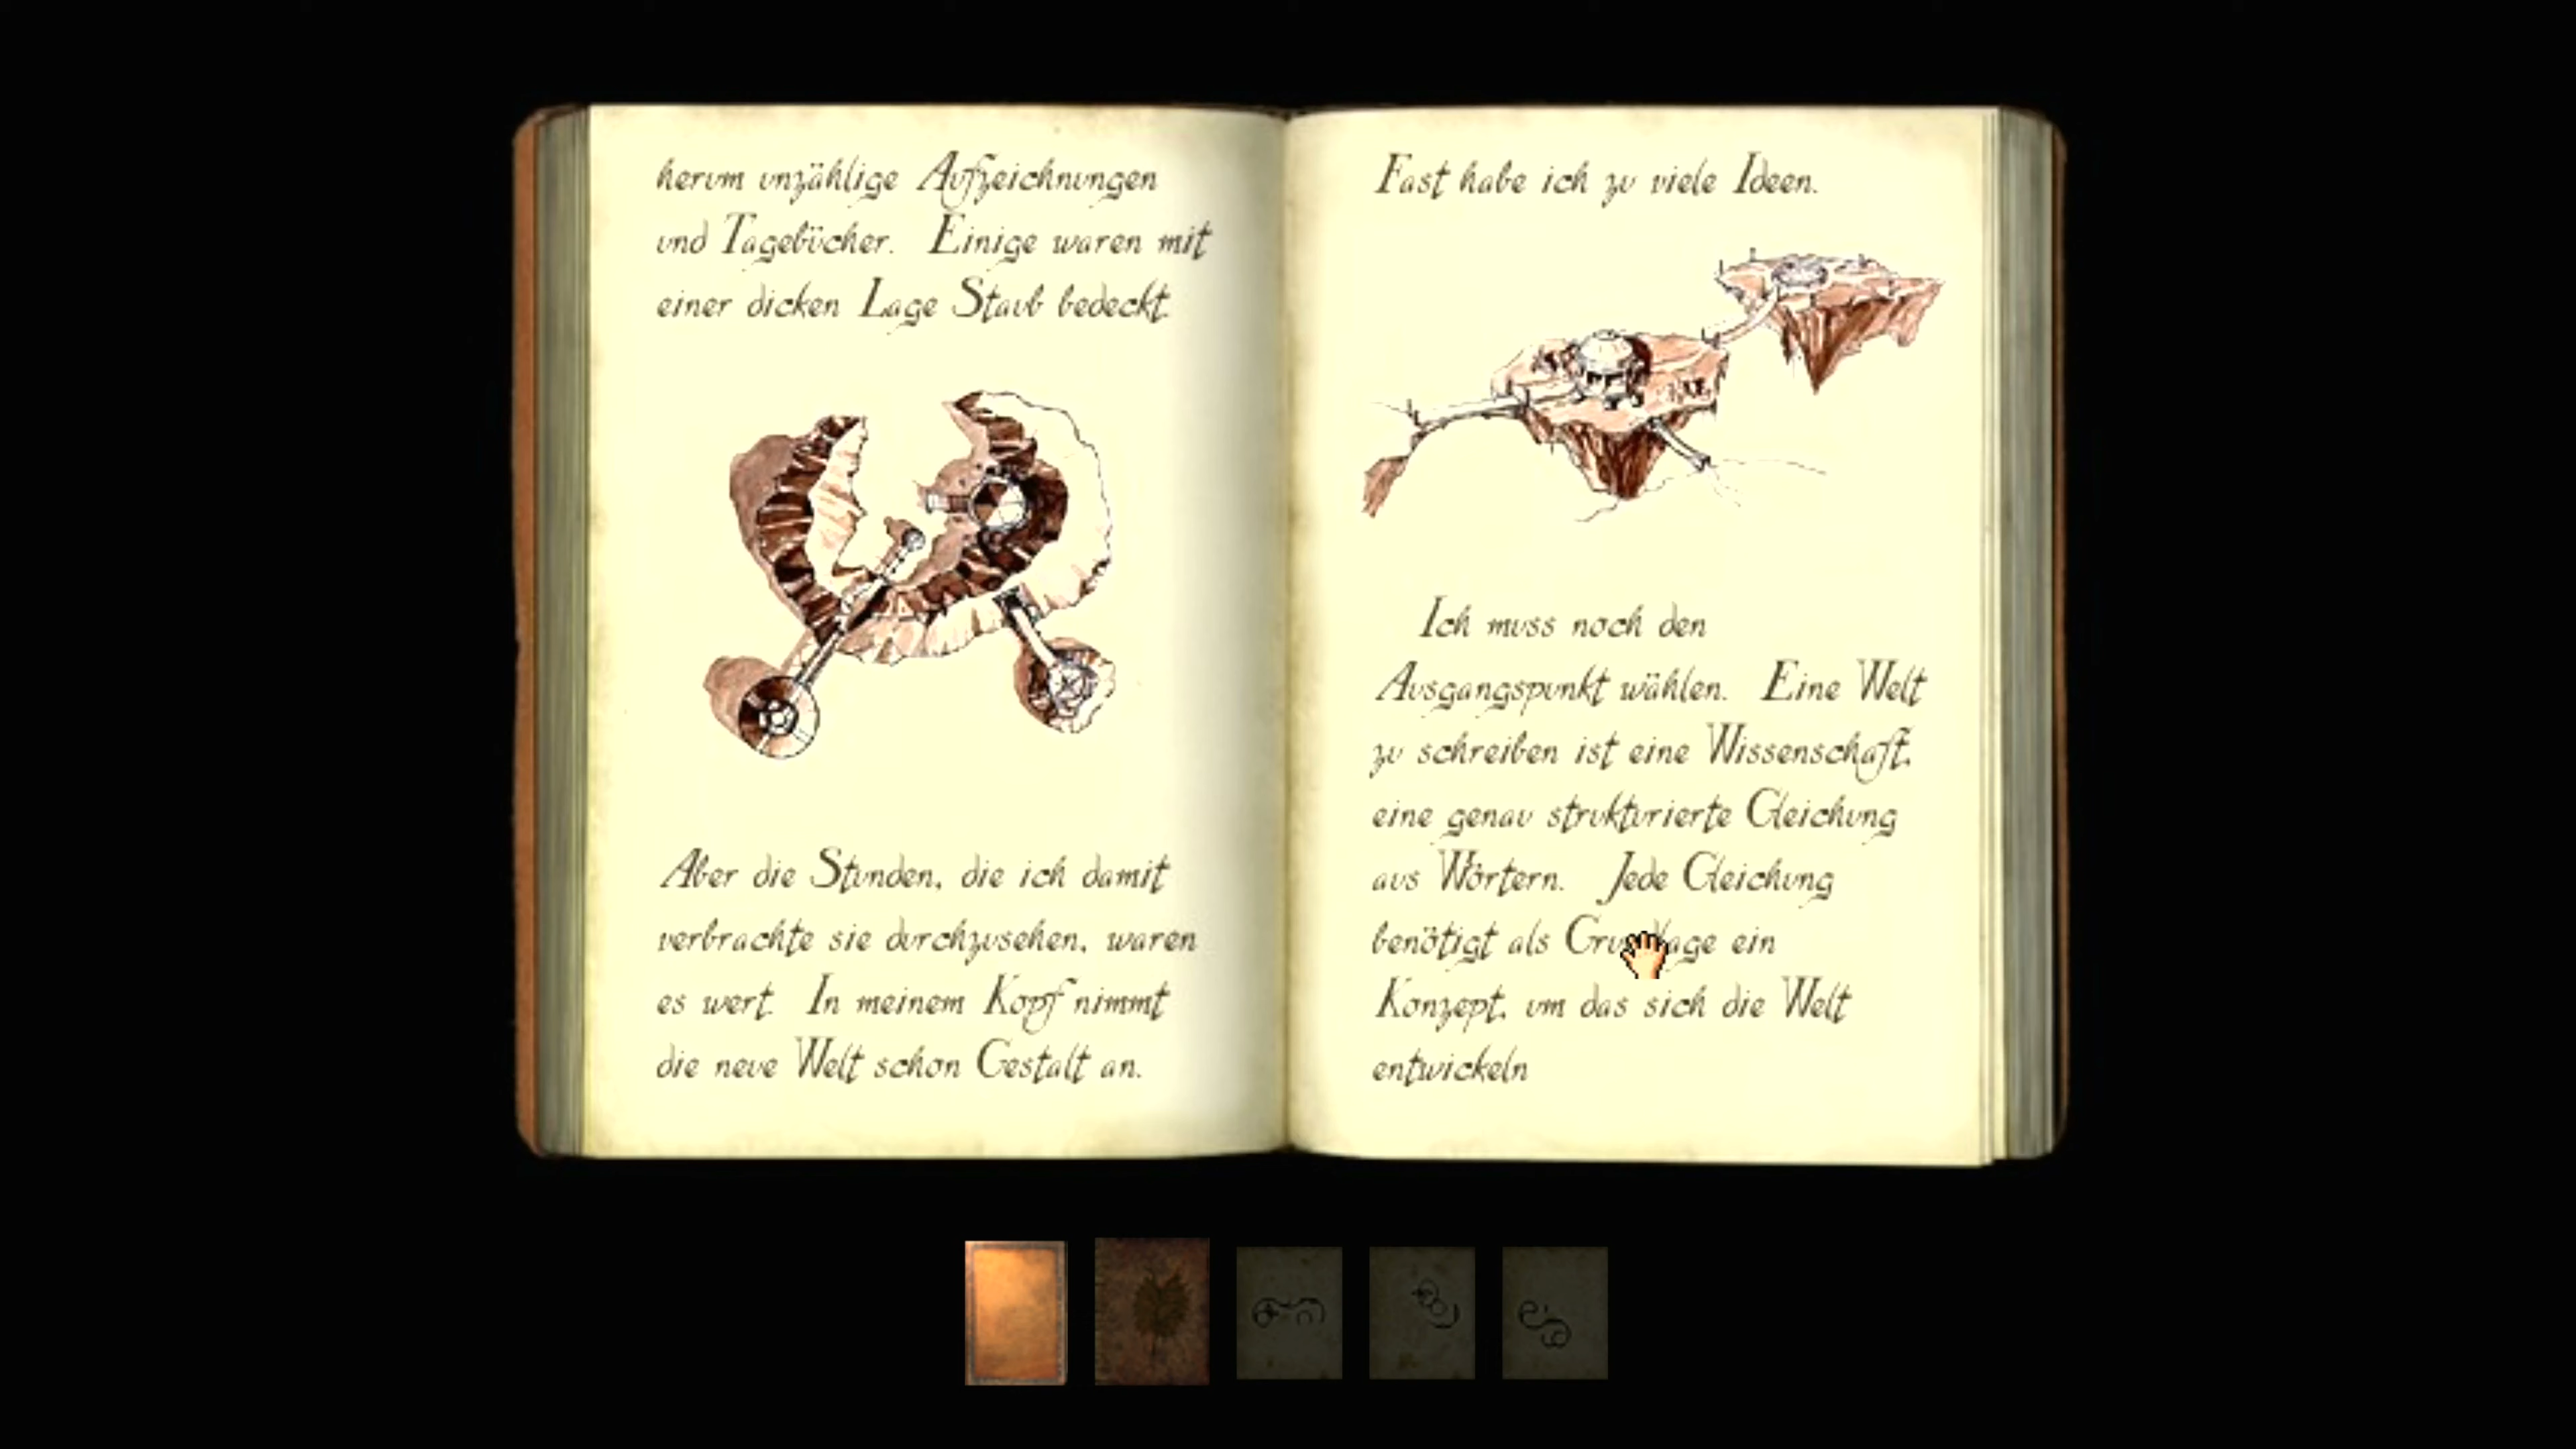 herum unzählige Aufzeichnungen
und Tagebücher. Einige waren mit
einer dicken Lage Staub bedeckt.
Aber die Stunden, die ich damit
verbrachte sie durchzusehen, waren
es wert. In meinem Kopf nimmt
die neue Welt schon Gestalt an.
Fast habe ich zu viele Ideen.
Ich muss noch den
Ausgangspunkt wählen. Eine Welt
zu schreiben ist eine Wissenschaft,
eine genau strukturierte Gleichung
aus Wörtern. Jede Gleichung
benötigt als Grundlage ein
Konzept, um das sich die Welt
entwickeln